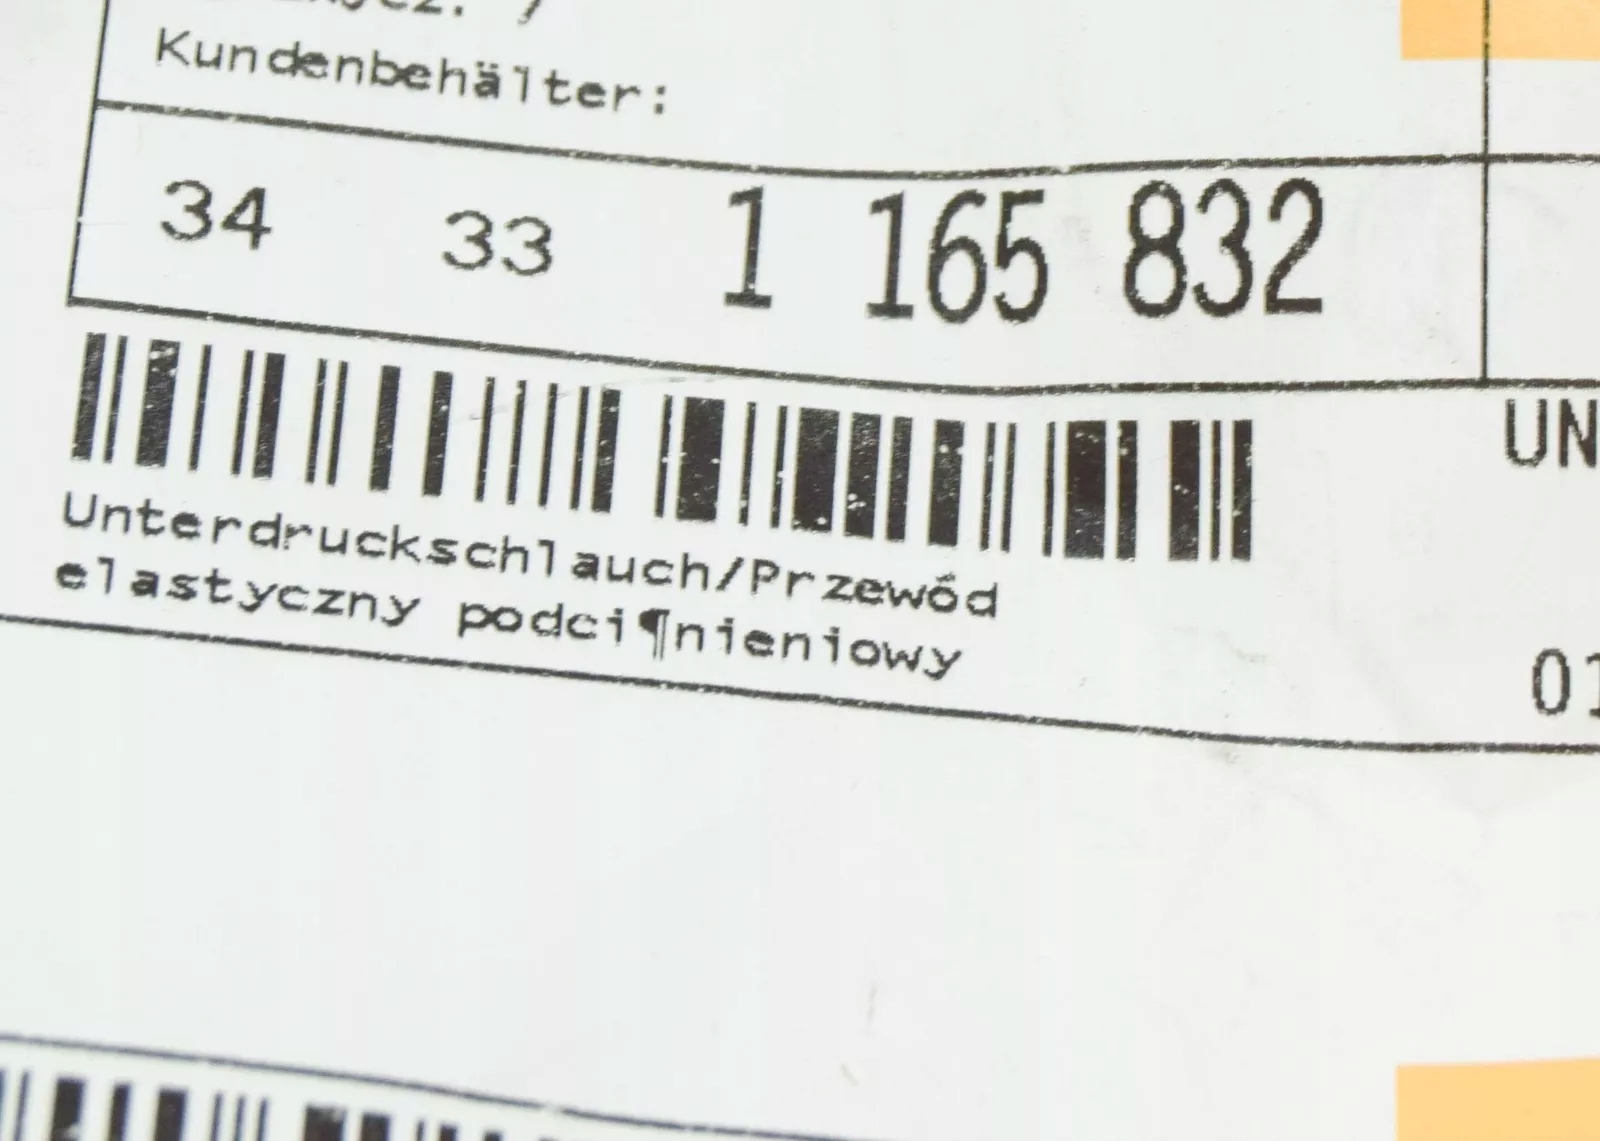 Kundenbehälter:
34 33 1 165 832
UN
Unterdruckschlauch/Przewód
elastyczny podci¶nieniowy
01